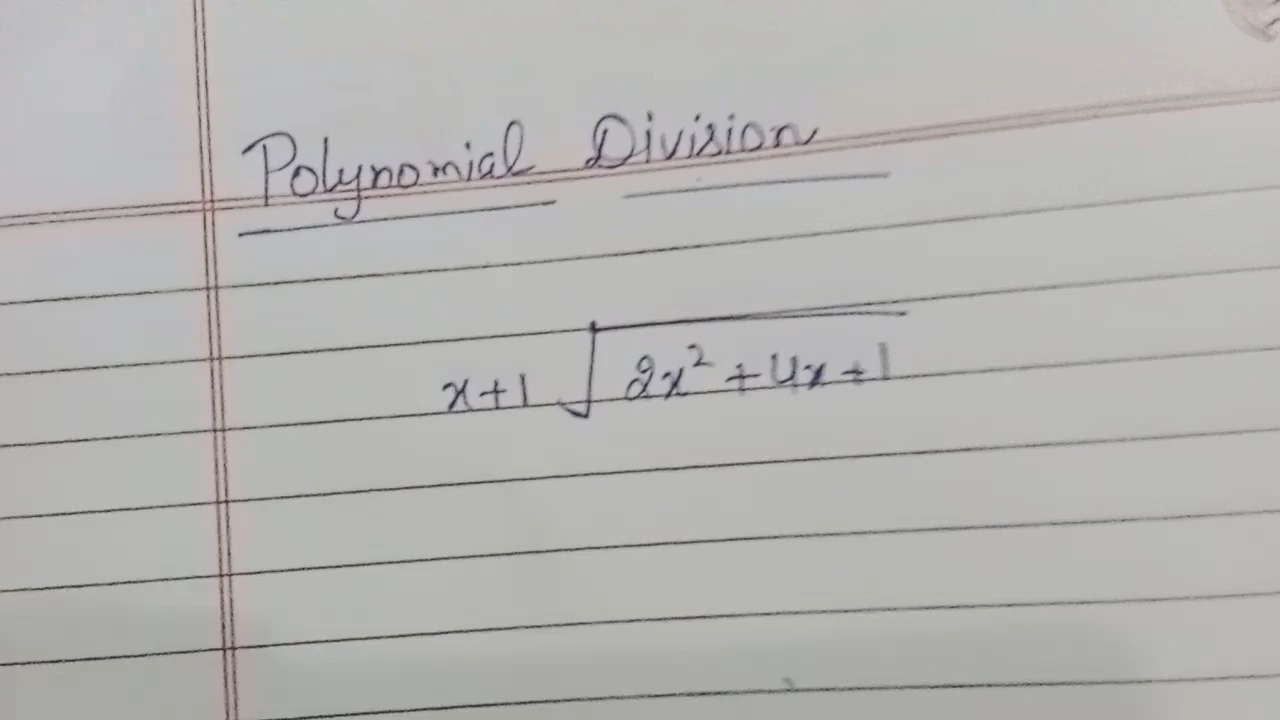 Polynomial Division
x+1 √2x² + 4x + 1